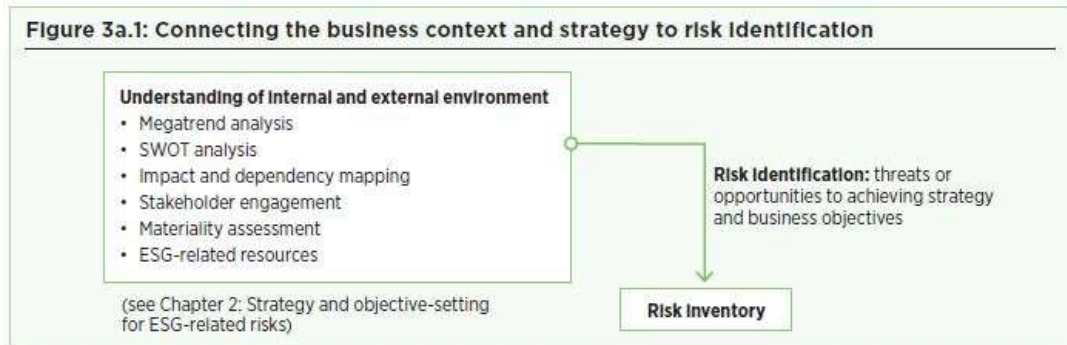 Figure 3a.1: Connecting the business context and strategy to risk identification
Understanding of internal and external environment
• Megatrend analysis
• SWOT analysis
• Impact and dependency mapping
• Stakeholder engagement
• Materiality assessment
• ESG-related resources
(see Chapter 2: Strategy and objective-setting
for ESG-related risks)
Risk identification: threats or
opportunities to achieving strategy
and business objectives
Risk Inventory